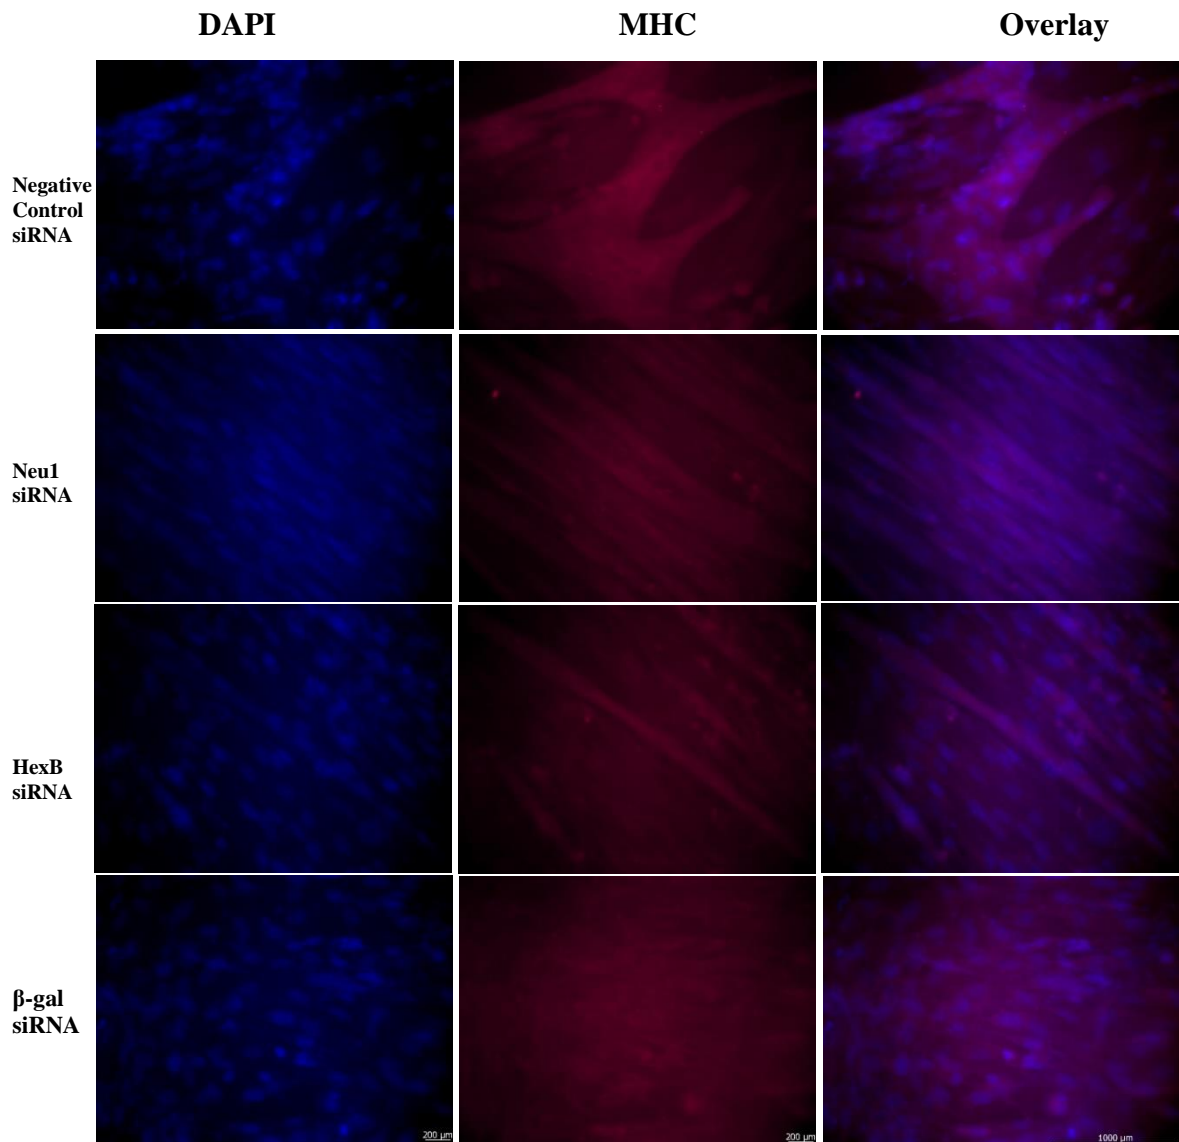 DAPI MHC Overlay
Negative
Control
siRNA
Neu1
siRNA
HexB
siRNA
β-gal
siRNA
200 µm 200 µm 1000 µm